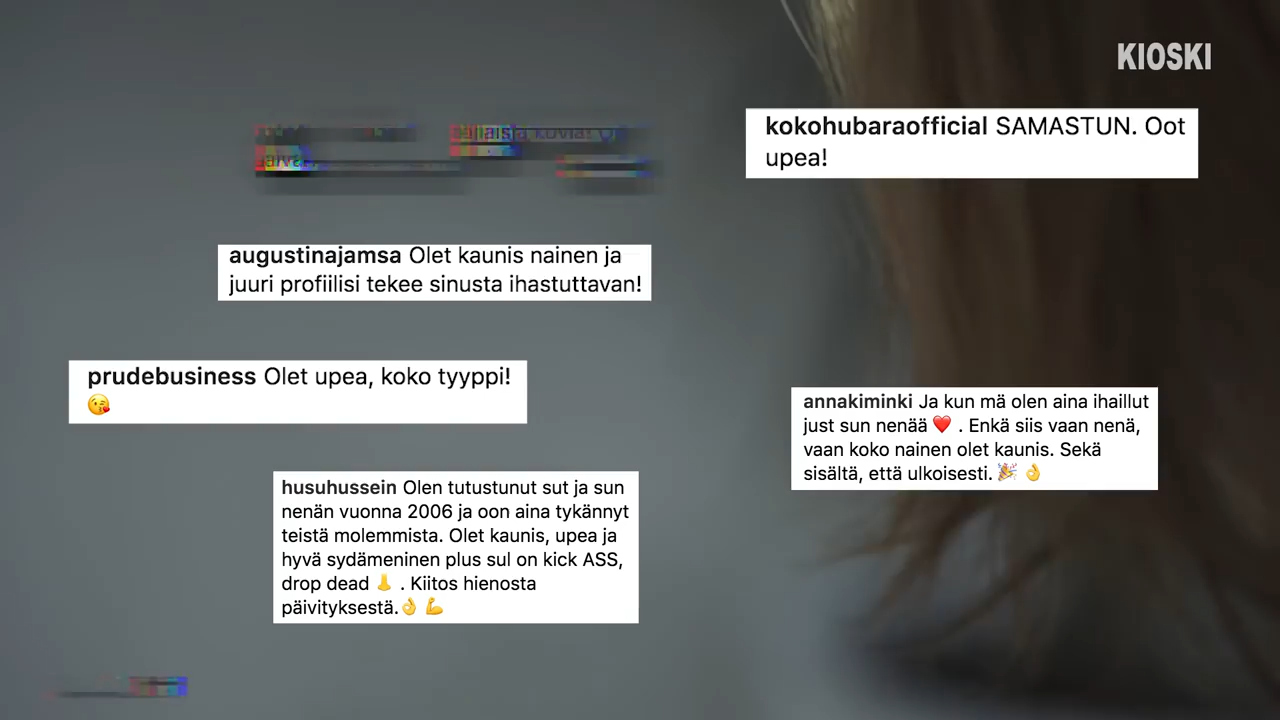 KIOSKI
kuvia!
kokohubaraofficial SAMASTUN. Oot
upea!
augustinajamsa Olet kaunis nainen ja
juuri profiilisi tekee sinusta ihastuttavan!
prudebusiness Olet upea, koko tyyppi!
😘
annakiminki Ja kun mä olen aina ihaillut
just sun nenää ❤️ . Enkä siis vaan nenä,
vaan koko nainen olet kaunis. Sekä
sisältä, että ulkoisesti. 🎉 👌
husuhussein Olen tutustunut sut ja sun
nenän vuonna 2006 ja oon aina tykännyt
teistä molemmista. Olet kaunis, upea ja
hyvä sydämeninen plus sul on kick ASS,
drop dead 👃 . Kiitos hienosta
päivityksestä.👌 💪